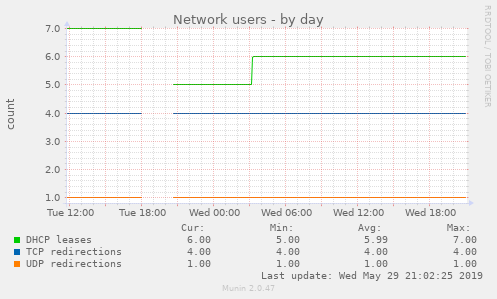 Network users - by day
RRDTOOL / TOBI OETIKER
count
7.0
6.0
5.0
4.0
3.0
2.0
1.0
Tue 12:00 Tue 18:00 Wed 00:00 Wed 06:00 Wed 12:00 Wed 18:00
Cur: Min: Avg: Max:
DHCP leases 6.00 5.00 5.99 7.00
TCP redirections 4.00 4.00 4.00 4.00
UDP redirections 1.00 1.00 1.00 1.00
Last update: Wed May 29 21:02:25 2019
Munin 2.0.47